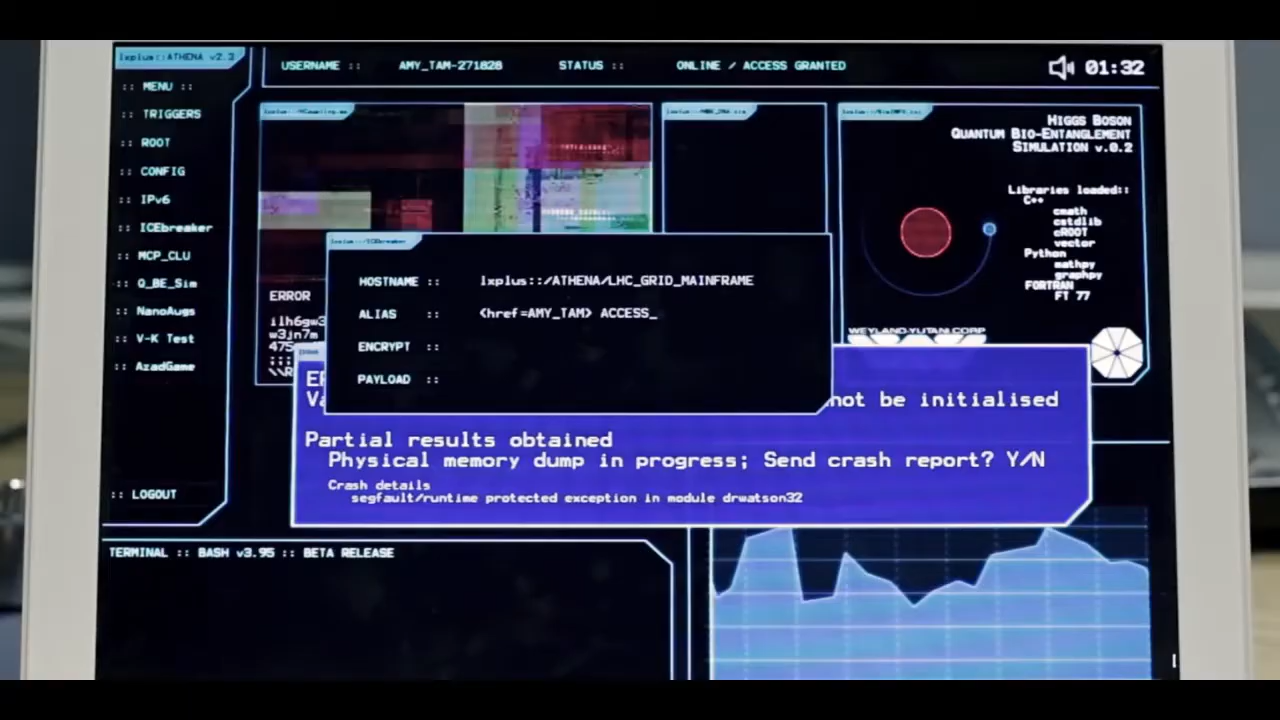 lxplus::ATHENA v2.3
USERNAME :: AMY_TAM-271828 STATUS :: ONLINE / ACCESS GRANTED
01:32
:: MENU ::
:: TRIGGERS
:: ROOT
:: CONFIG
:: IPv6
:: ICEbreaker
:: MCP_CLU
:: Q_BE_Sim
:: NanoAugs
:: V-K Test
:: AzadGame
:: LOGOUT
HIGGS BOSON
QUANTUM BIO-ENTANGLEMENT
SIMULATION v.0.2
Libraries loaded::
C++
cmath
cstdlib
cROOT
vector
Python
mathpy
graphpy
FORTRAN
FT 77
WEYLAND-YUTANI CORP
ERROR
ilh6gw3
w3jn7m
lxplus::/ICEbreaker
HOSTNAME :: lxplus::/ATHENA/LHC_GRID_MAINFRAME
ALIAS :: <href=AMY_TAM> ACCESS_
ENCRYPT ::
PAYLOAD ::
not be initialised
Partial results obtained
Physical memory dump in progress; Send crash report? Y/N
Crash details
segfault/runtime protected exception in module drwatson32
TERMINAL :: BASH v3.95 :: BETA RELEASE